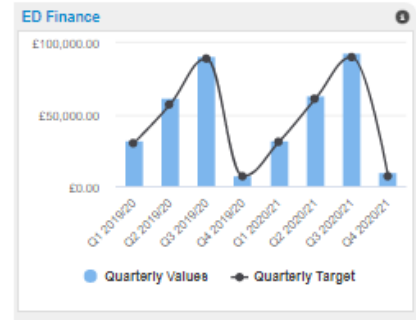 ED Finance
£100,000.00
£50,000.00
£0.00
Q1 2019/20
Q2 2019/20
Q3 2019/20
Q4 2019/20
Q1 2020/21
Q2 2020/21
Q3 2020/21
Q4 2020/21
Quarterly Values
Quarterly Target